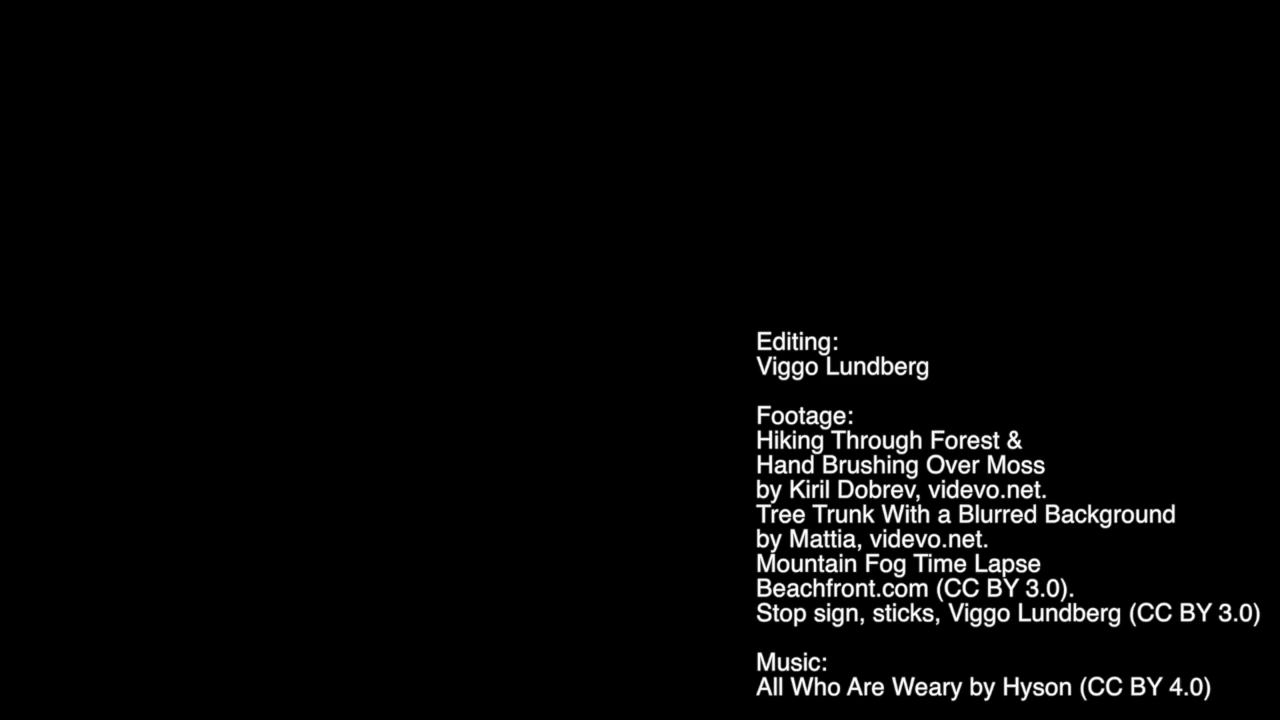 Editing:
Viggo Lundberg
Footage:
Hiking Through Forest &
Hand Brushing Over Moss
by Kiril Dobrev, videvo.net.
Tree Trunk With a Blurred Background
by Mattia, videvo.net.
Mountain Fog Time Lapse
Beachfront.com (CC BY 3.0).
Stop sign, sticks, Viggo Lundberg (CC BY 3.0)
Music:
All Who Are Weary by Hyson (CC BY 4.0)